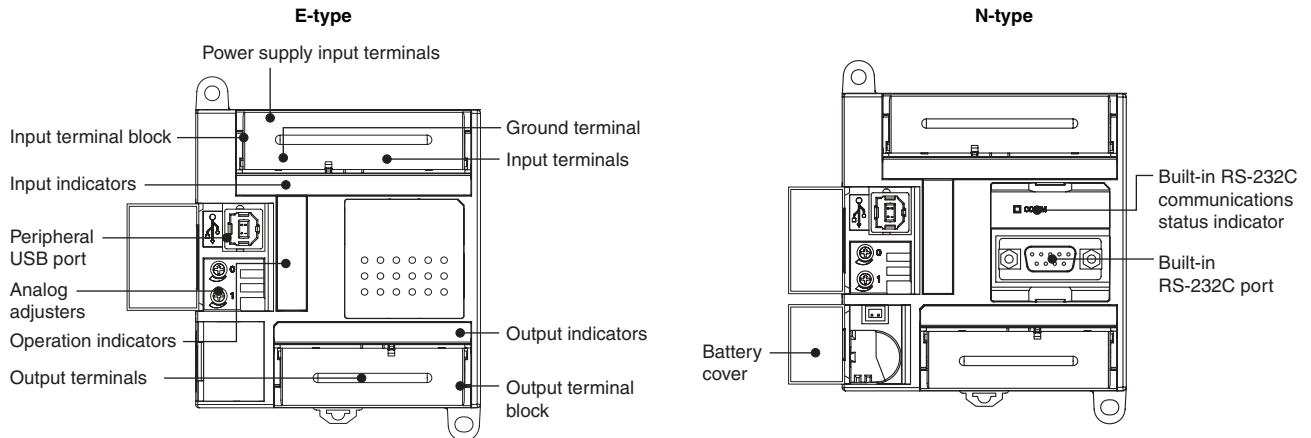 E-type
N-type
Power supply input terminals
Input terminal block
Ground terminal
Input terminals
Input indicators
Peripheral
USB port
Analog
adjusters
0
1
Operation indicators
Output indicators
Output terminals
Output terminal
block
COMM
Built-in RS-232C
communications
status indicator
0
1
Built-in
RS-232C port
Battery
cover